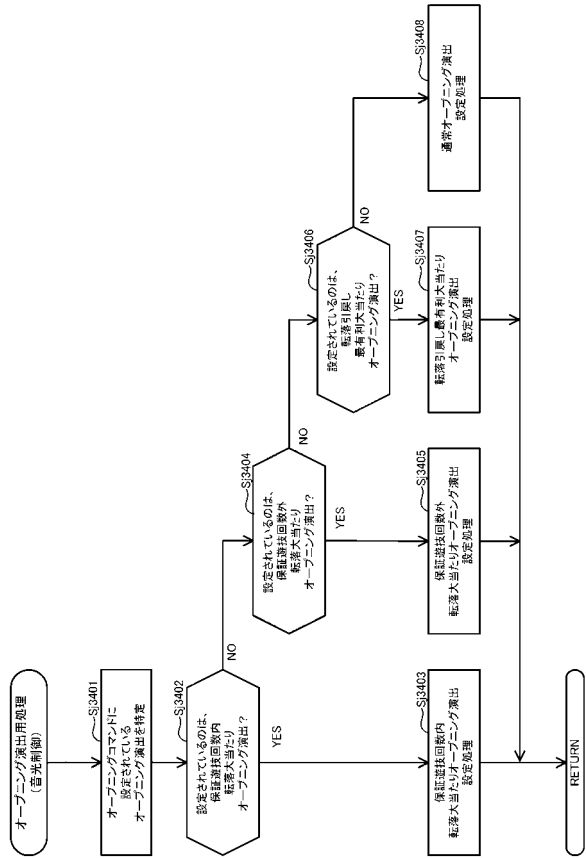 オープニング演出用処理
(音光制御)
Sj3401
オープニングコマンドに
設定されている
オープニング演出を特定
Sj3402
設定されているのは、
保証遊技回数内
転落大当たり
オープニング演出？
NO
YES
Sj3403
保証遊技回数内
転落大当たりオープニング演出
設定処理
Sj3404
設定されているのは、
保証遊技回数外
転落大当たり
オープニング演出？
NO
YES
Sj3405
保証遊技回数外
転落大当たりオープニング演出
設定処理
Sj3406
設定されているのは、
転落引戻し
最有利大当たり
オープニング演出？
NO
YES
Sj3407
転落引戻し最有利大当たり
オープニング演出
設定処理
Sj3408
通常オープニング演出
設定処理
RETURN